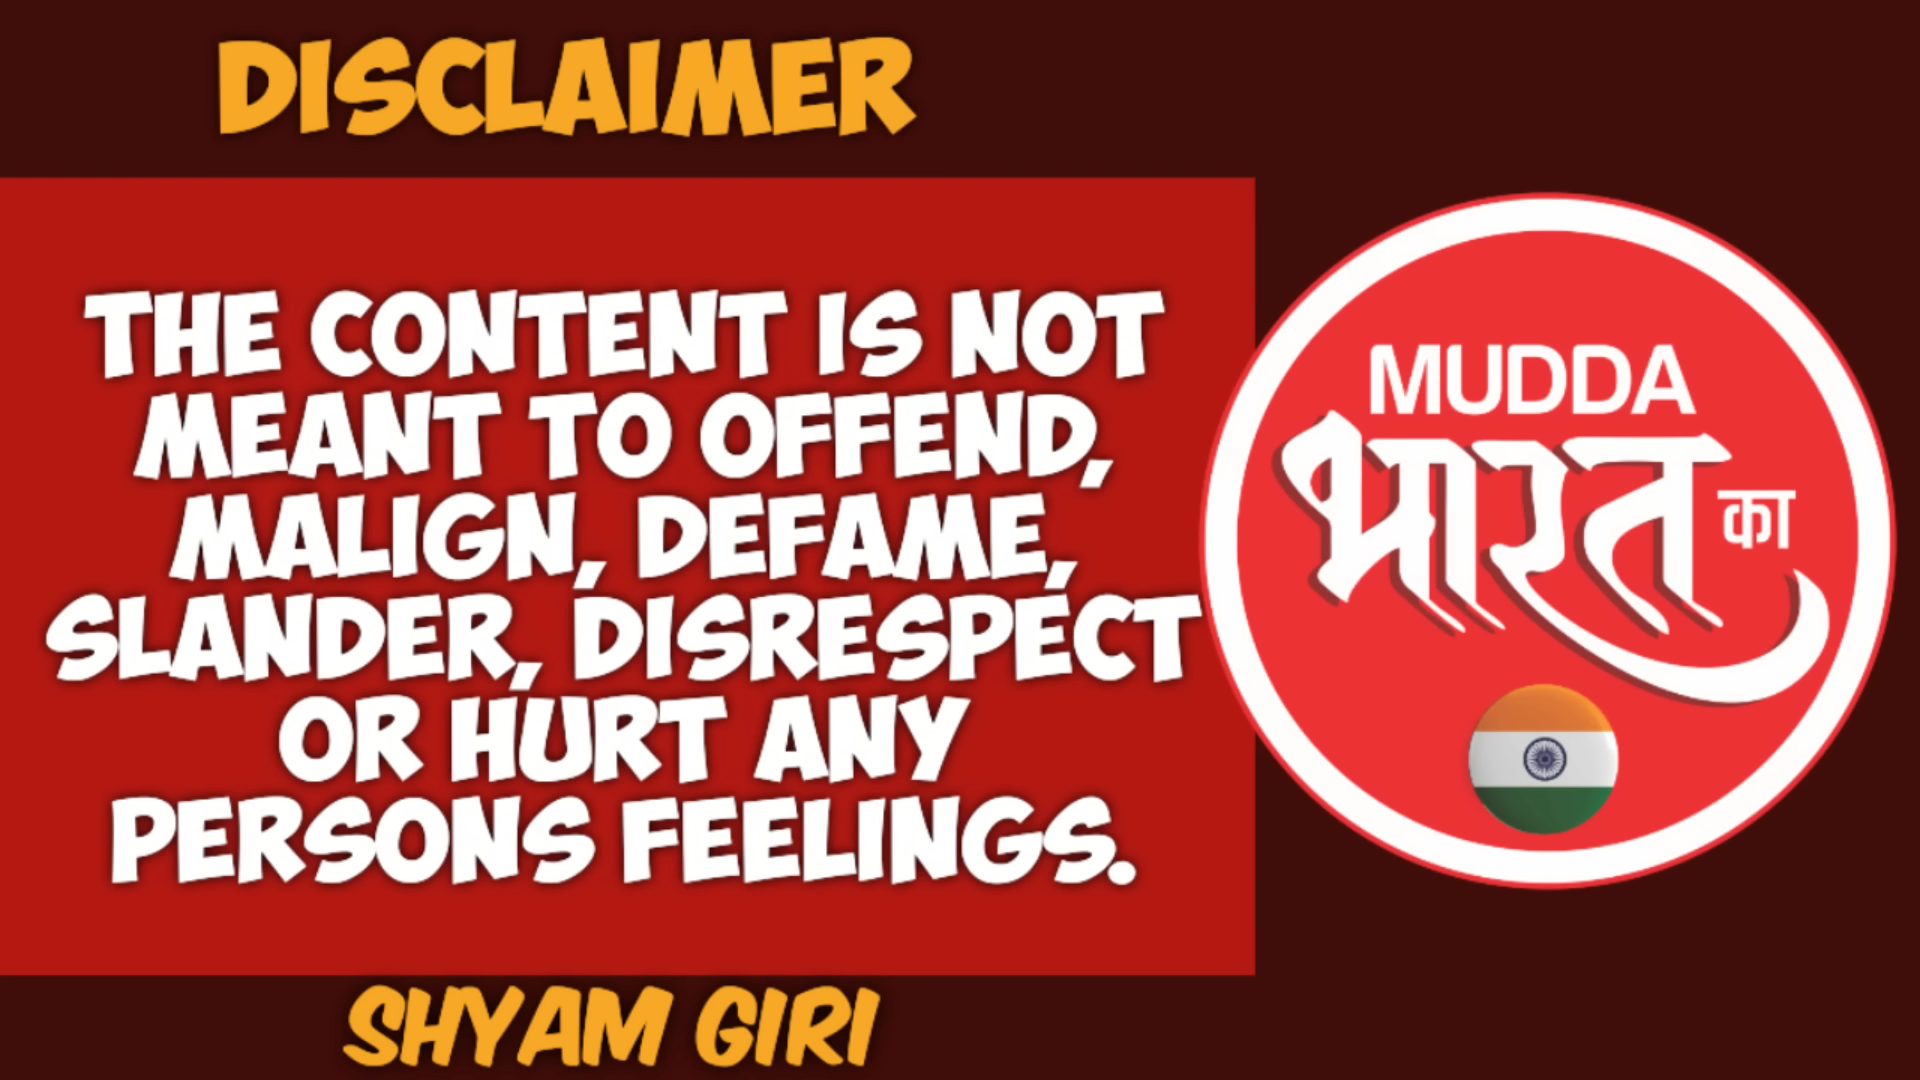 DISCLAIMER
THE CONTENT IS NOT
MEANT TO OFFEND,
MALIGN, DEFAME,
SLANDER, DISRESPECT
OR HURT ANY
PERSONS FEELINGS.
SHYAM GIRI
MUDDA
भारत का